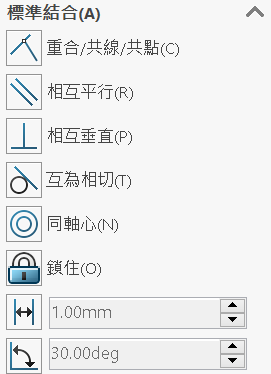 標準結合(A)
重合/共線/共點(C)
相互平行(R)
相互垂直(P)
互為相切(T)
同軸心(N)
鎖住(O)
1.00mm
30.00deg